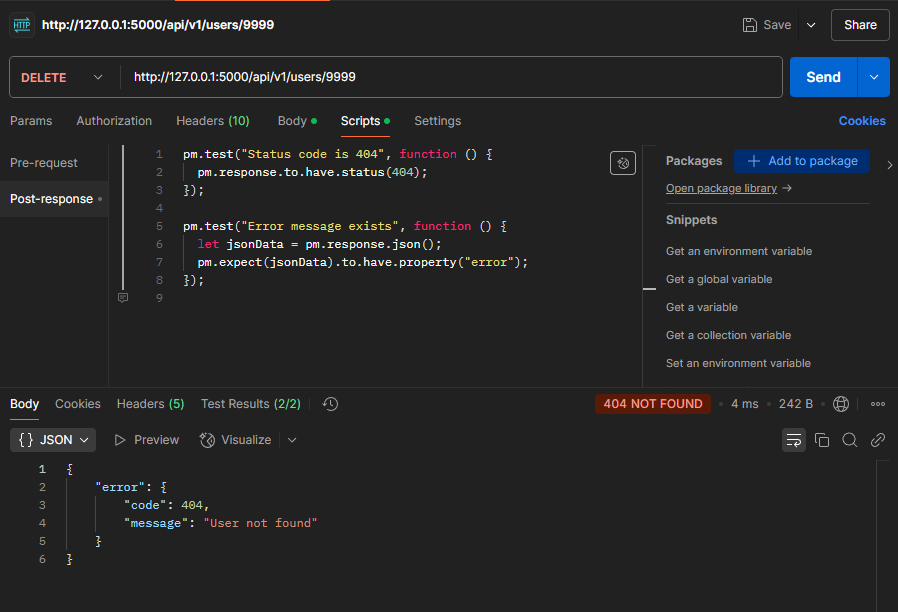 HTTP http://127.0.0.1:5000/api/v1/users/9999 Save Share
DELETE http://127.0.0.1:5000/api/v1/users/9999 Send
Params Authorization Headers (10) Body Scripts Settings Cookies
Pre-request
Post-response
1 pm.test("Status code is 404", function () {
2 pm.response.to.have.status(404);
3 });
4
5 pm.test("Error message exists", function () {
6 let jsonData = pm.response.json();
7 pm.expect(jsonData).to.have.property("error");
8 });
9
Packages Add to package
Open package library →
Snippets
Get an environment variable
Get a global variable
Get a variable
Get a collection variable
Set an environment variable
Body Cookies Headers (5) Test Results (2/2) 404 NOT FOUND • 4 ms • 242 B
{} JSON Preview Visualize
1 {
2 "error": {
3 "code": 404,
4 "message": "User not found"
5 }
6 }